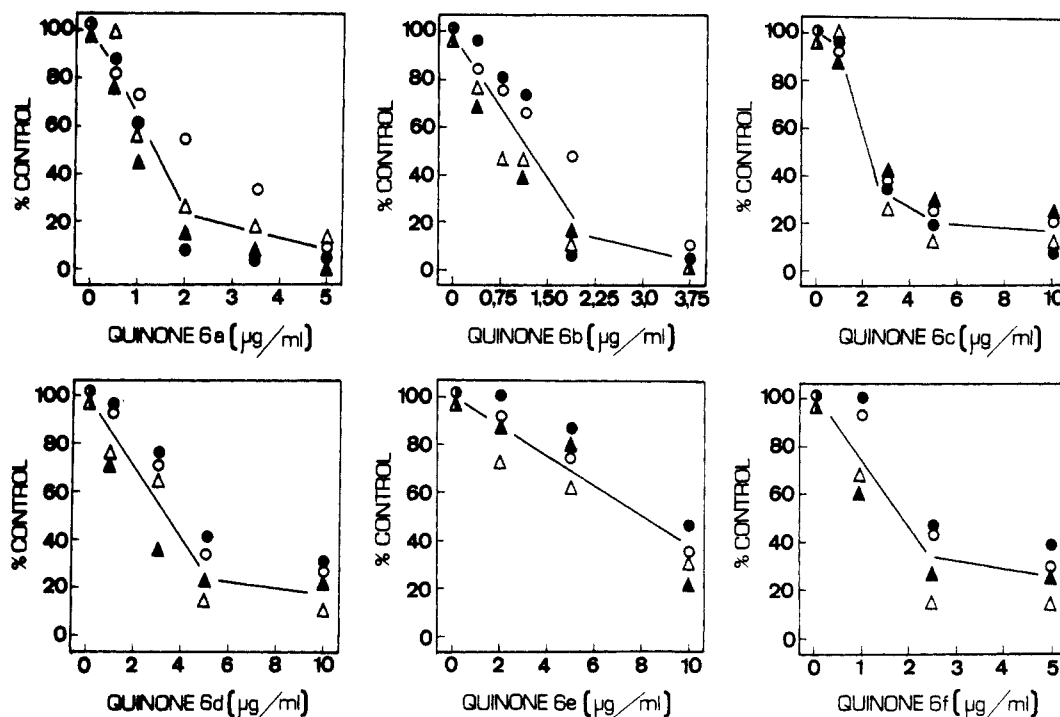 % CONTROL
100
80
60
40
20
0
0 1 2 3 4 5
QUINONE 6a (µg/ml)
% CONTROL
100
80
60
40
20
0
0 0,75 1,50 2,25 3,0 3,75
QUINONE 6b (µg/ml)
% CONTROL
100
80
60
40
20
0
0 2 4 6 8 10
QUINONE 6c (µg/ml)
% CONTROL
100
80
60
40
20
0
0 2 4 6 8 10
QUINONE 6d (µg/ml)
% CONTROL
100
80
60
40
20
0
0 2 4 6 8 10
QUINONE 6e (µg/ml)
% CONTROL
100
80
60
40
20
0
0 1 2 3 4 5
QUINONE 6f (µg/ml)